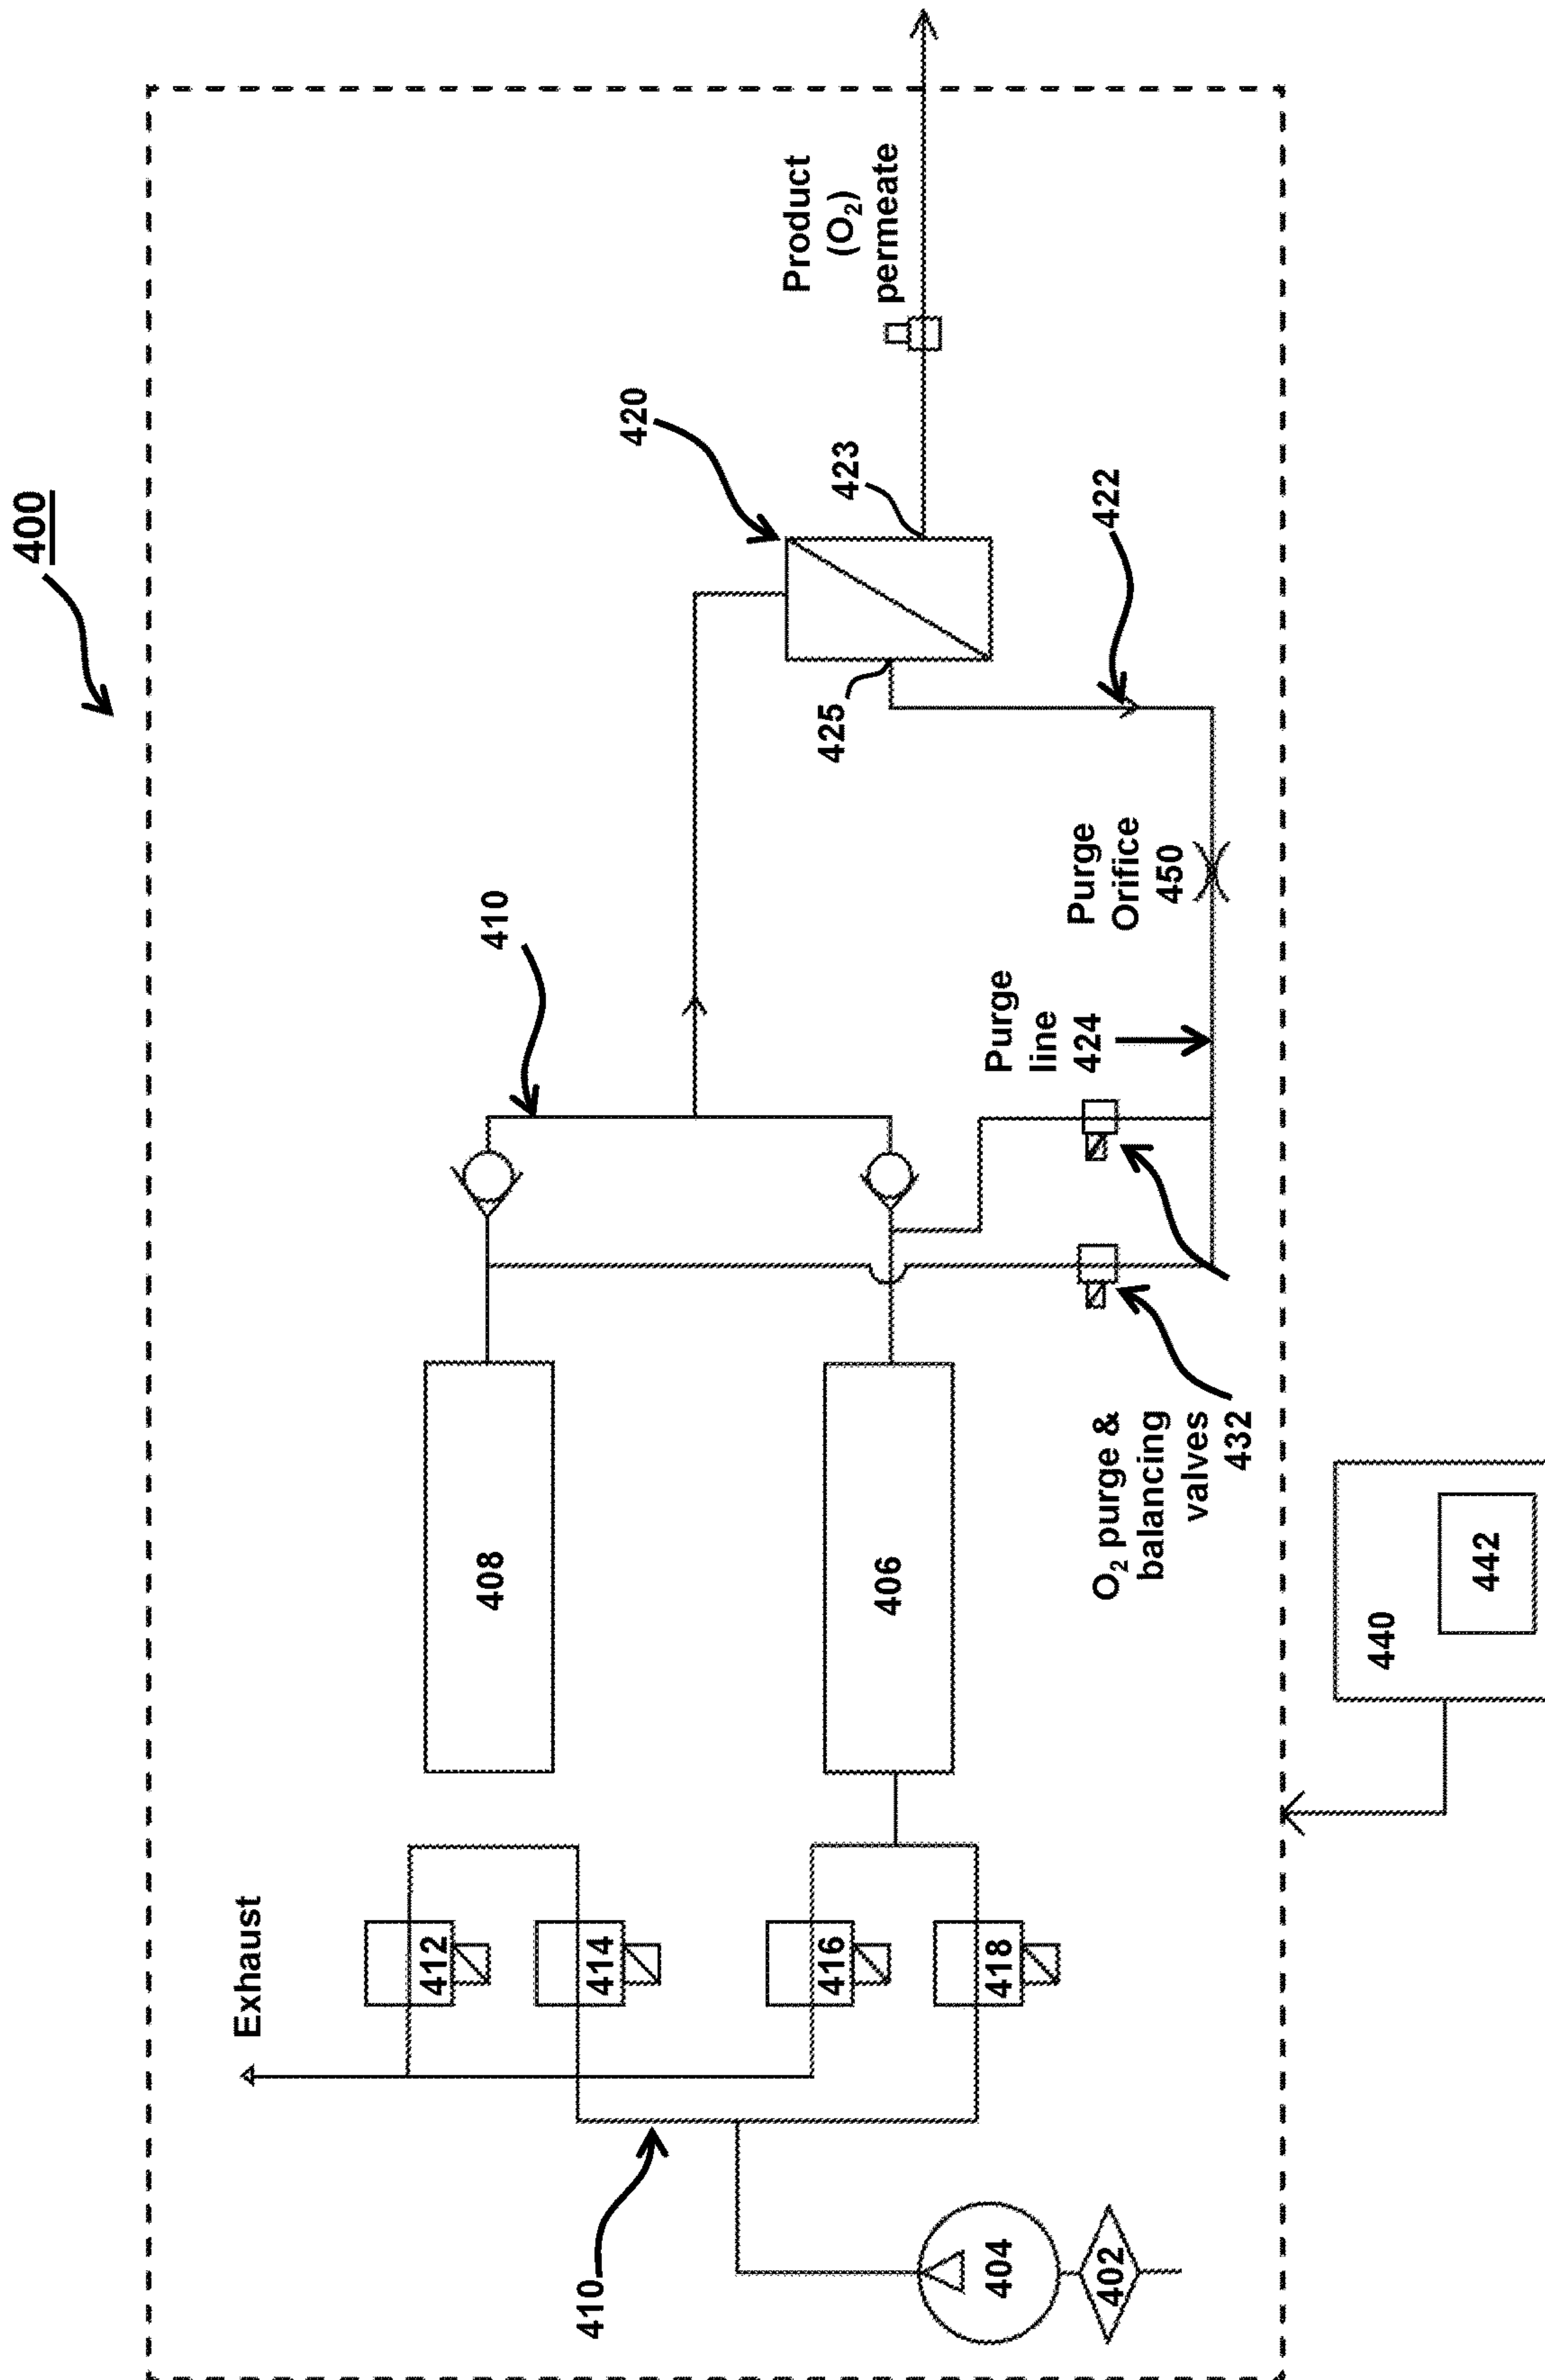 400
Exhaust
412
414
416
418
410
404
402
408
406
410
420
423
425
422
Product
(O₂)
permeate
Purge
Orifice
450
Purge
line
424
O₂ purge &
balancing
valves
432
440
442